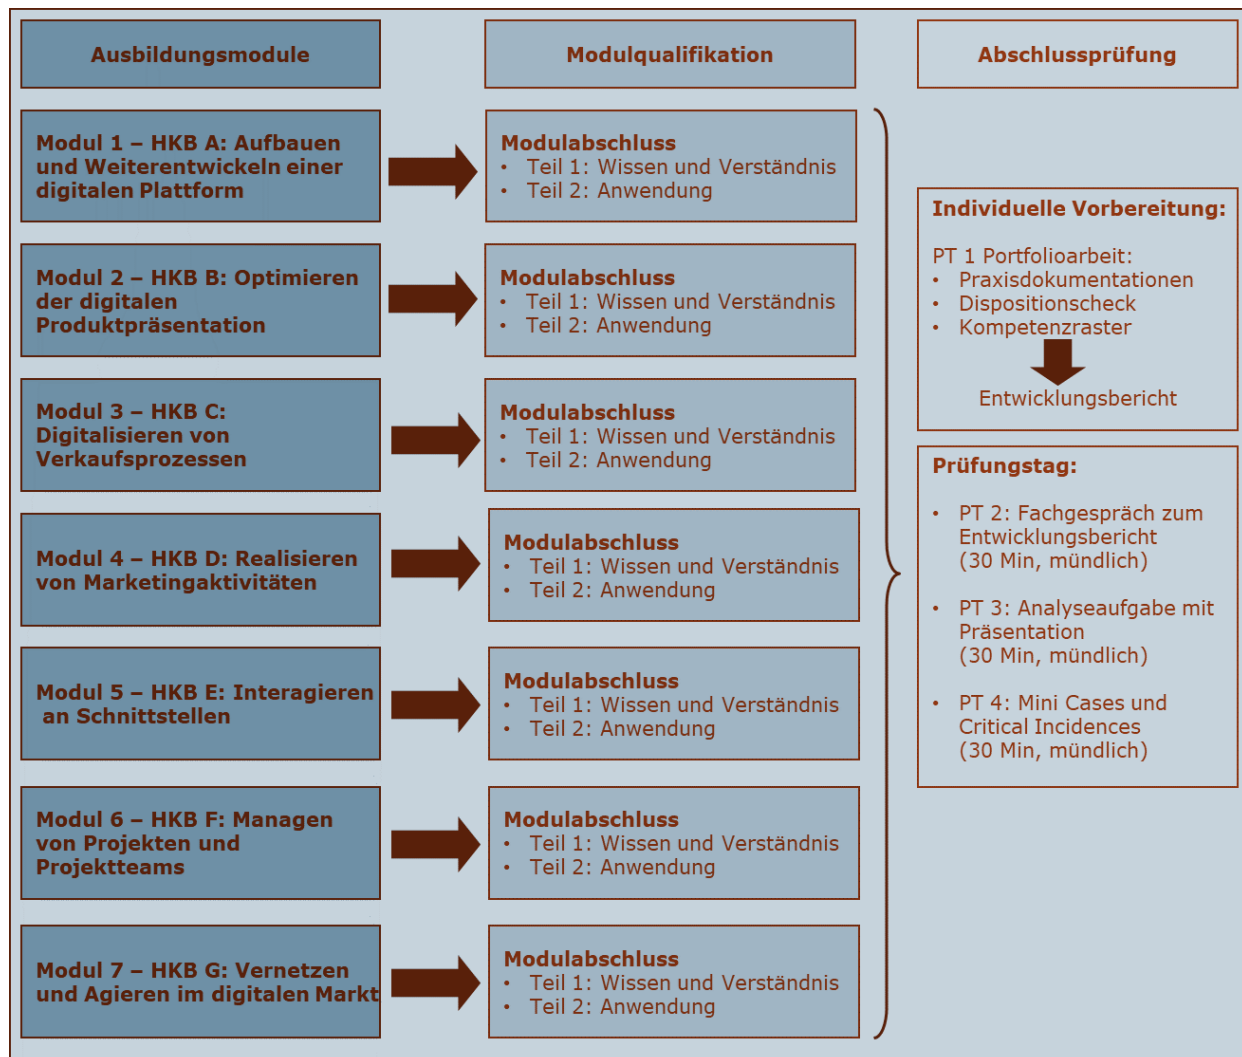 Ausbildungsmodule
Modulqualifikation
Abschlussprüfung
Modul 1 – HKB A: Aufbauen
und Weiterentwickeln einer
digitalen Plattform
Modulabschluss
• Teil 1: Wissen und Verständnis
• Teil 2: Anwendung
Modul 2 – HKB B: Optimieren
der digitalen
Produktpräsentation
Modulabschluss
• Teil 1: Wissen und Verständnis
• Teil 2: Anwendung
Modul 3 – HKB C:
Digitalisieren von
Verkaufsprozessen
Modulabschluss
• Teil 1: Wissen und Verständnis
• Teil 2: Anwendung
Modul 4 – HKB D: Realisieren
von Marketingaktivitäten
Modulabschluss
• Teil 1: Wissen und Verständnis
• Teil 2: Anwendung
Modul 5 – HKB E: Interagieren
an Schnittstellen
Modulabschluss
• Teil 1: Wissen und Verständnis
• Teil 2: Anwendung
Modul 6 – HKB F: Managen
von Projekten und
Projektteams
Modulabschluss
• Teil 1: Wissen und Verständnis
• Teil 2: Anwendung
Modul 7 – HKB G: Vernetzen
und Agieren im digitalen Markt
Modulabschluss
• Teil 1: Wissen und Verständnis
• Teil 2: Anwendung
Individuelle Vorbereitung:
PT 1 Portfolioarbeit:
• Praxisdokumentationen
• Dispositionscheck
• Kompetenzraster
Entwicklungsbericht
Prüfungstag:
• PT 2: Fachgespräch zum
Entwicklungsbericht
(30 Min, mündlich)
• PT 3: Analyseaufgabe mit
Präsentation
(30 Min, mündlich)
• PT 4: Mini Cases und
Critical Incidences
(30 Min, mündlich)